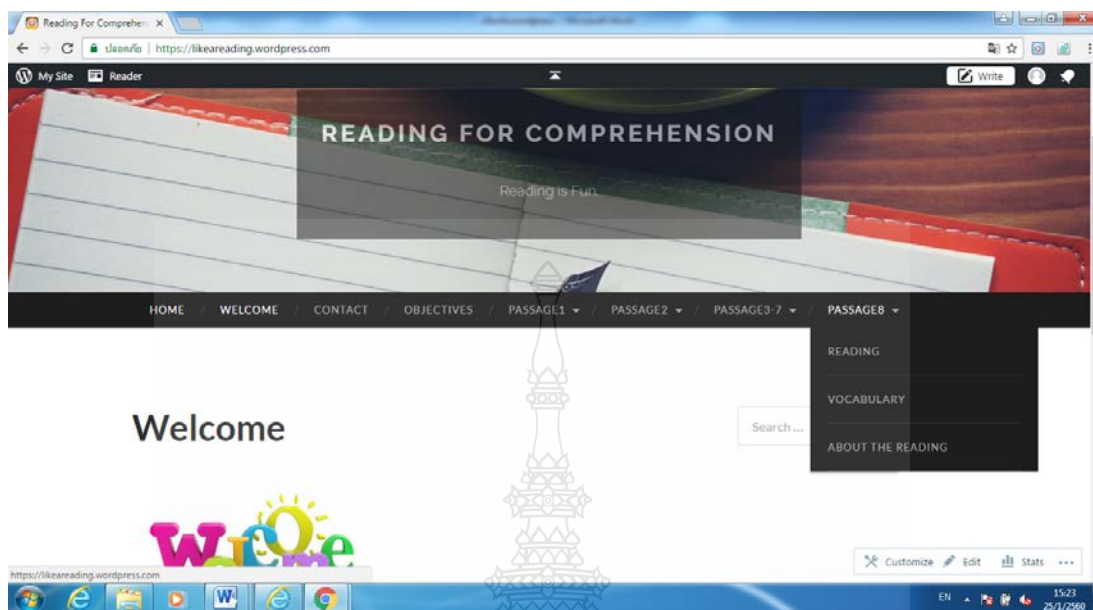 Reading For Comprehen
ปลอดภัย | https://likeareading.wordpress.com
My Site Reader Write
READING FOR COMPREHENSION
Reading is Fun.
HOME / WELCOME / CONTACT / OBJECTIVES / PASSAGE1 / PASSAGE2 / PASSAGE3-7 / PASSAGE8
READING
VOCABULARY
ABOUT THE READING
Welcome
Search ...
Welcome
Customize Edit Stats
https://likeareading.wordpress.com
EN 15:23
25/1/2560